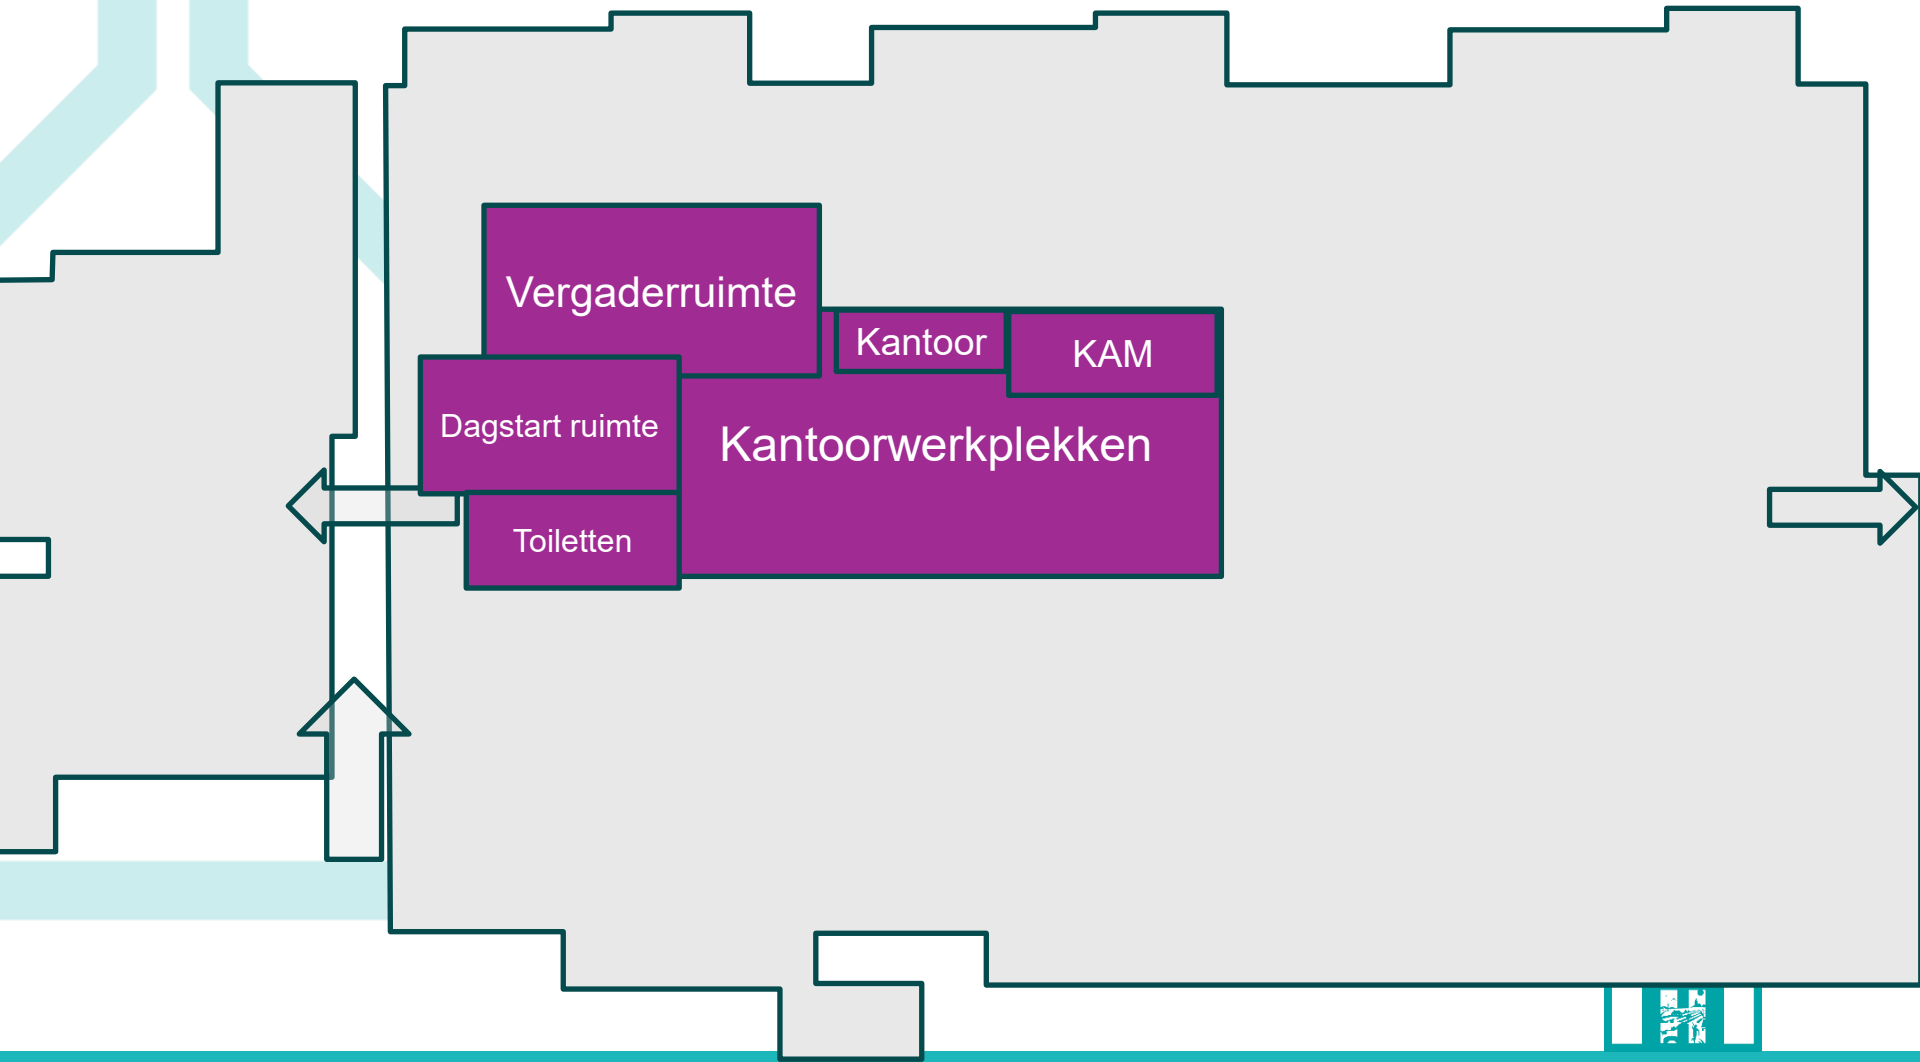 Vergaderruimte
Kantoor
KAM
Dagstart ruimte
Kantoorwerkplekken
Toiletten